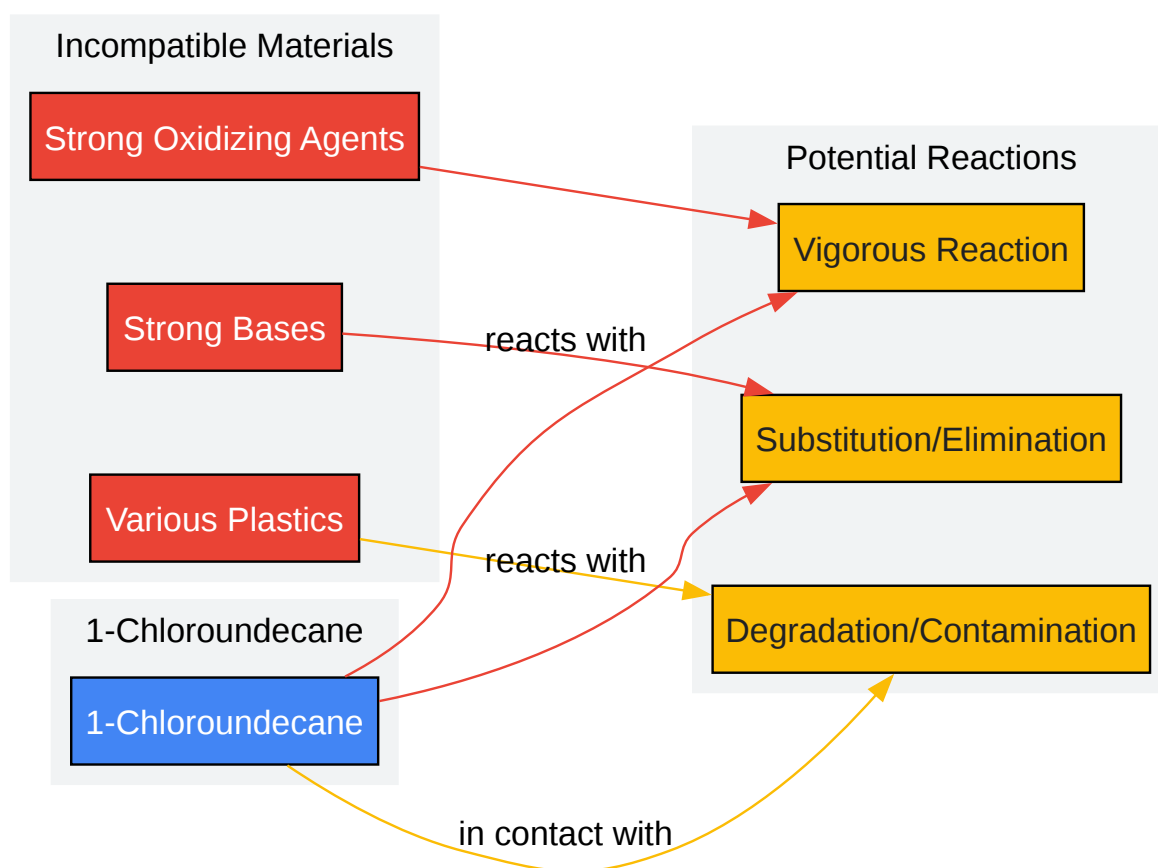 Incompatible Materials
Strong Oxidizing Agents
Strong Bases
Various Plastics
1-Chloroundecane
1-Chloroundecane
reacts with
reacts with
in contact with
Potential Reactions
Vigorous Reaction
Substitution/Elimination
Degradation/Contamination